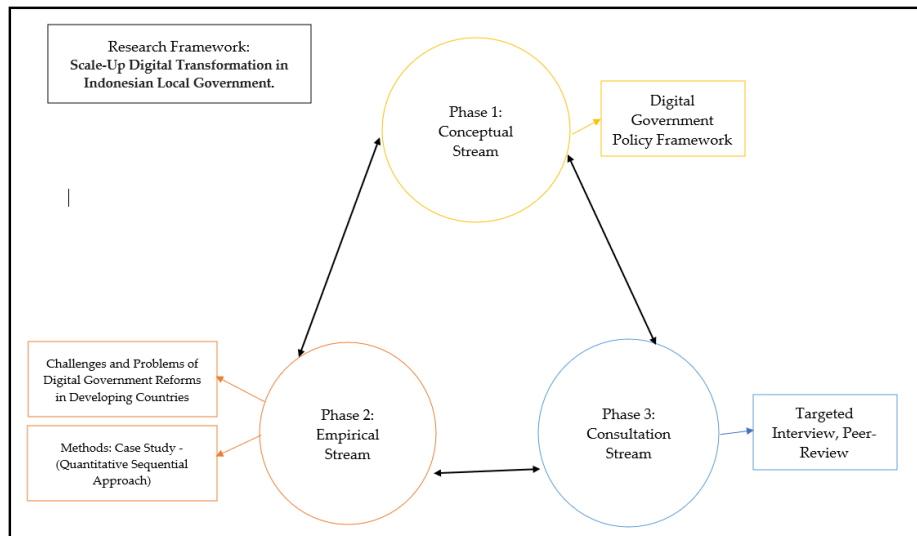 Research Framework:
Scale-Up Digital Transformation in
Indonesian Local Government.
Phase 1:
Conceptual
Stream
Digital
Government
Policy Framework
Challenges and Problems of
Digital Government Reforms
in Developing Countries
Methods: Case Study -
(Quantitative Sequential
Approach)
Phase 2:
Empirical
Stream
Phase 3:
Consultation
Stream
Targeted
Interview, Peer-
Review